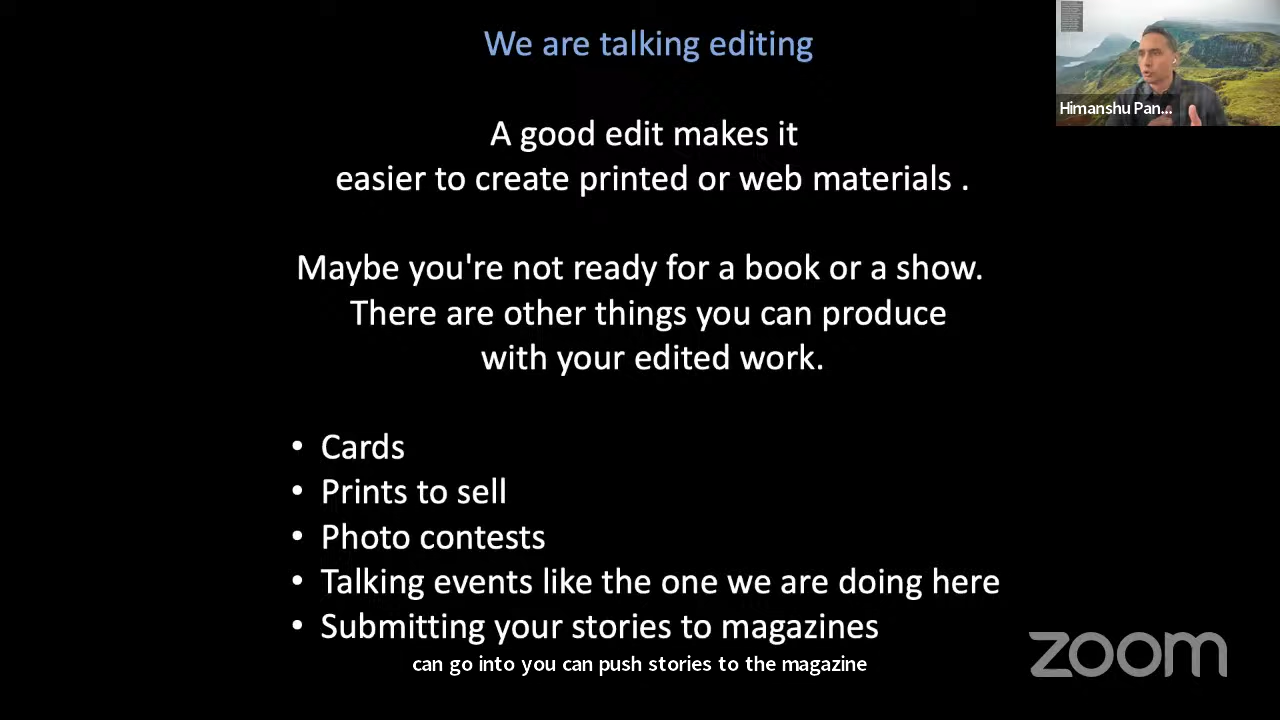 We are talking editing
A good edit makes it
easier to create printed or web materials .
Maybe you're not ready for a book or a show.
There are other things you can produce
with your edited work.
• Cards
• Prints to sell
• Photo contests
• Talking events like the one we are doing here
• Submitting your stories to magazines
can go into you can push stories to the magazine
Himanshu Pan...
zoom